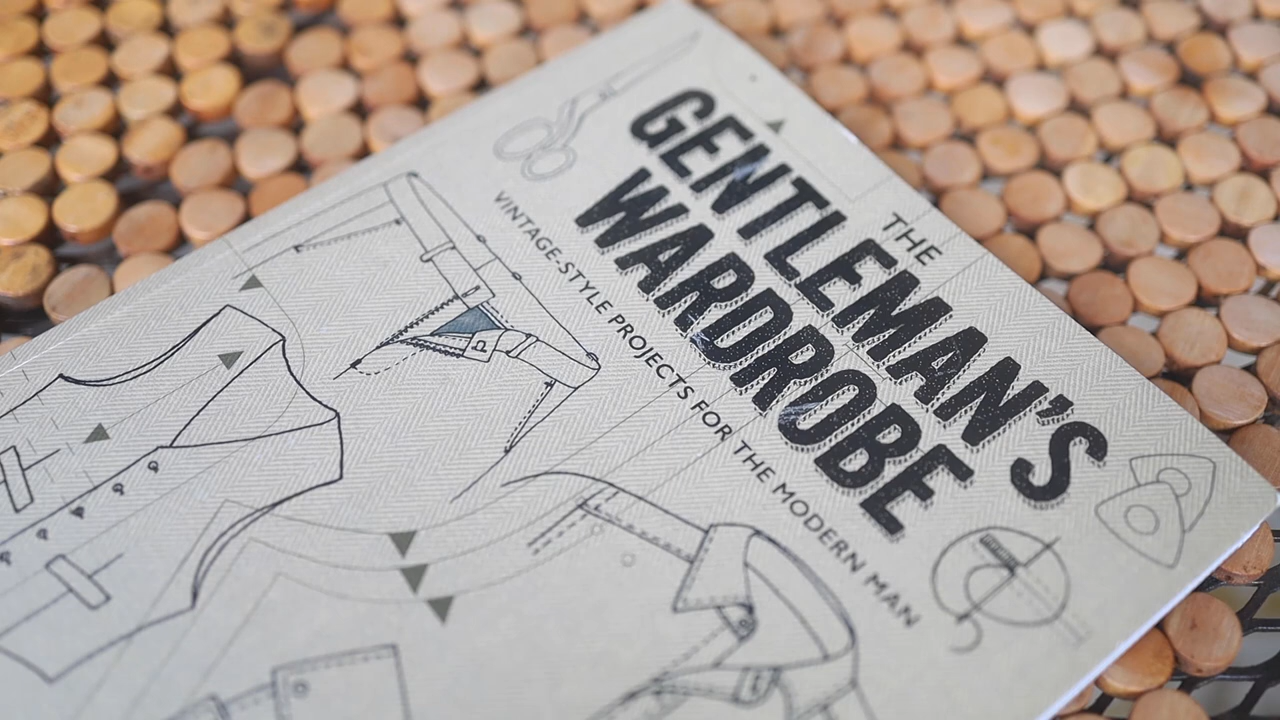 THE
GENTLEMAN'S
WARDROBE
VINTAGE-STYLE PROJECTS FOR THE MODERN MAN